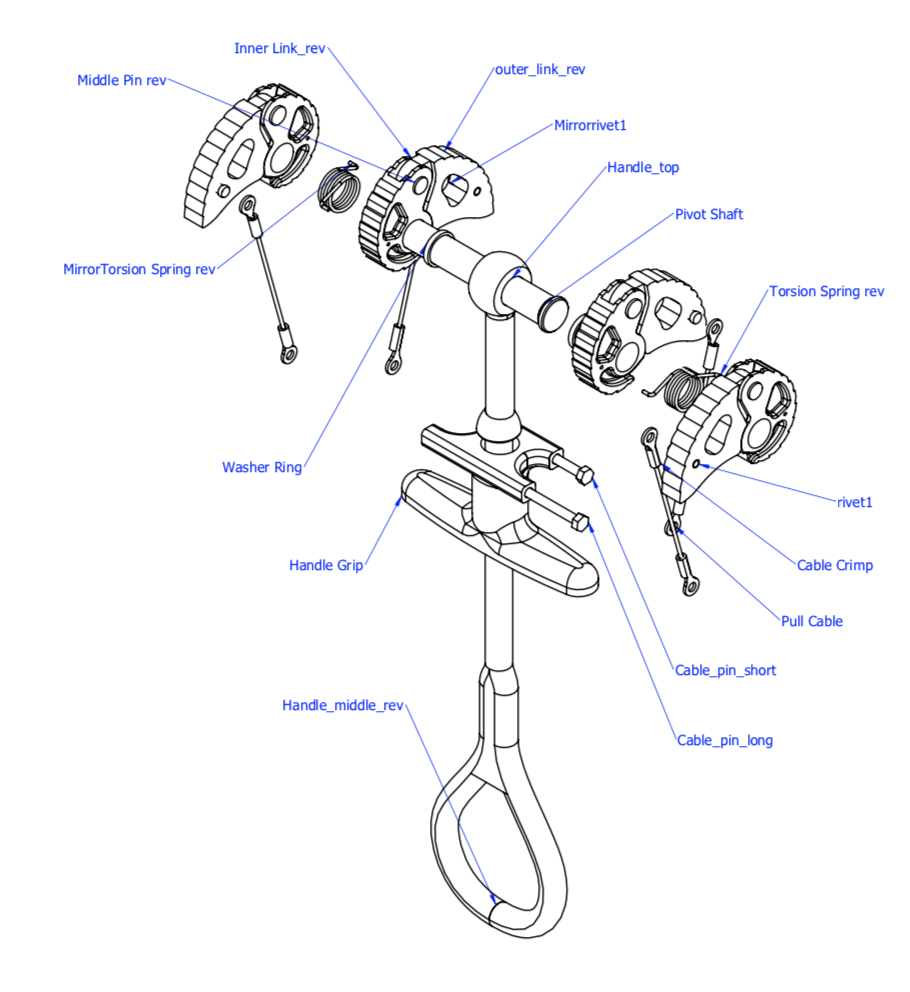 Inner Link_rev
outer_link_rev
Middle Pin rev
Mirrorrivet1
Handle_top
Pivot Shaft
MirrorTorsion Spring rev
Torsion Spring rev
Washer Ring
rivet1
Handle Grip
Cable Crimp
Pull Cable
Cable_pin_short
Handle_middle_rev
Cable_pin_long